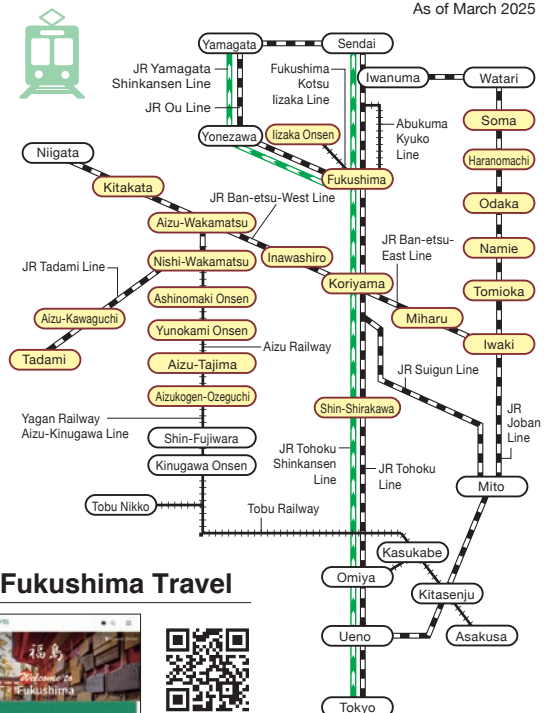 As of March 2025
Yamagata
Sendai
JR Yamagata
Shinkansen Line
Fukushima
Kotsu
Iizaka Line
Iwanuma
Watari
JR Ou Line
Abukuma
Kyuko
Line
Soma
Yonezawa
Iizaka Onsen
Niigata
Haranomachi
Kitakata
Fukushima
JR Ban-etsu-West Line
Odaka
Aizu-Wakamatsu
JR Ban-etsu-
East Line
Namie
Nishi-Wakamatsu
Inawashiro
JR Tadami Line
Koriyama
Tomioka
Ashinomaki Onsen
Aizu-Kawaguchi
Miharu
Yunokami Onsen
Iwaki
Aizu Railway
Tadami
Aizu-Tajima
JR Suigun Line
Aizukogen-Ozeguchi
Shin-Shirakawa
Yagan Railway
Aizu-Kinugawa Line
JR
Joban
Line
Shin-Fujiwara
JR Tohoku
Shinkansen
Line
JR Tohoku
Line
Kinugawa Onsen
Mito
Tobu Nikko
Tobu Railway
Kasukabe
Omiya
Kitasenju
Ueno
Asakusa
Tokyo
Fukushima Travel
福島
Welcome to
Fukushima